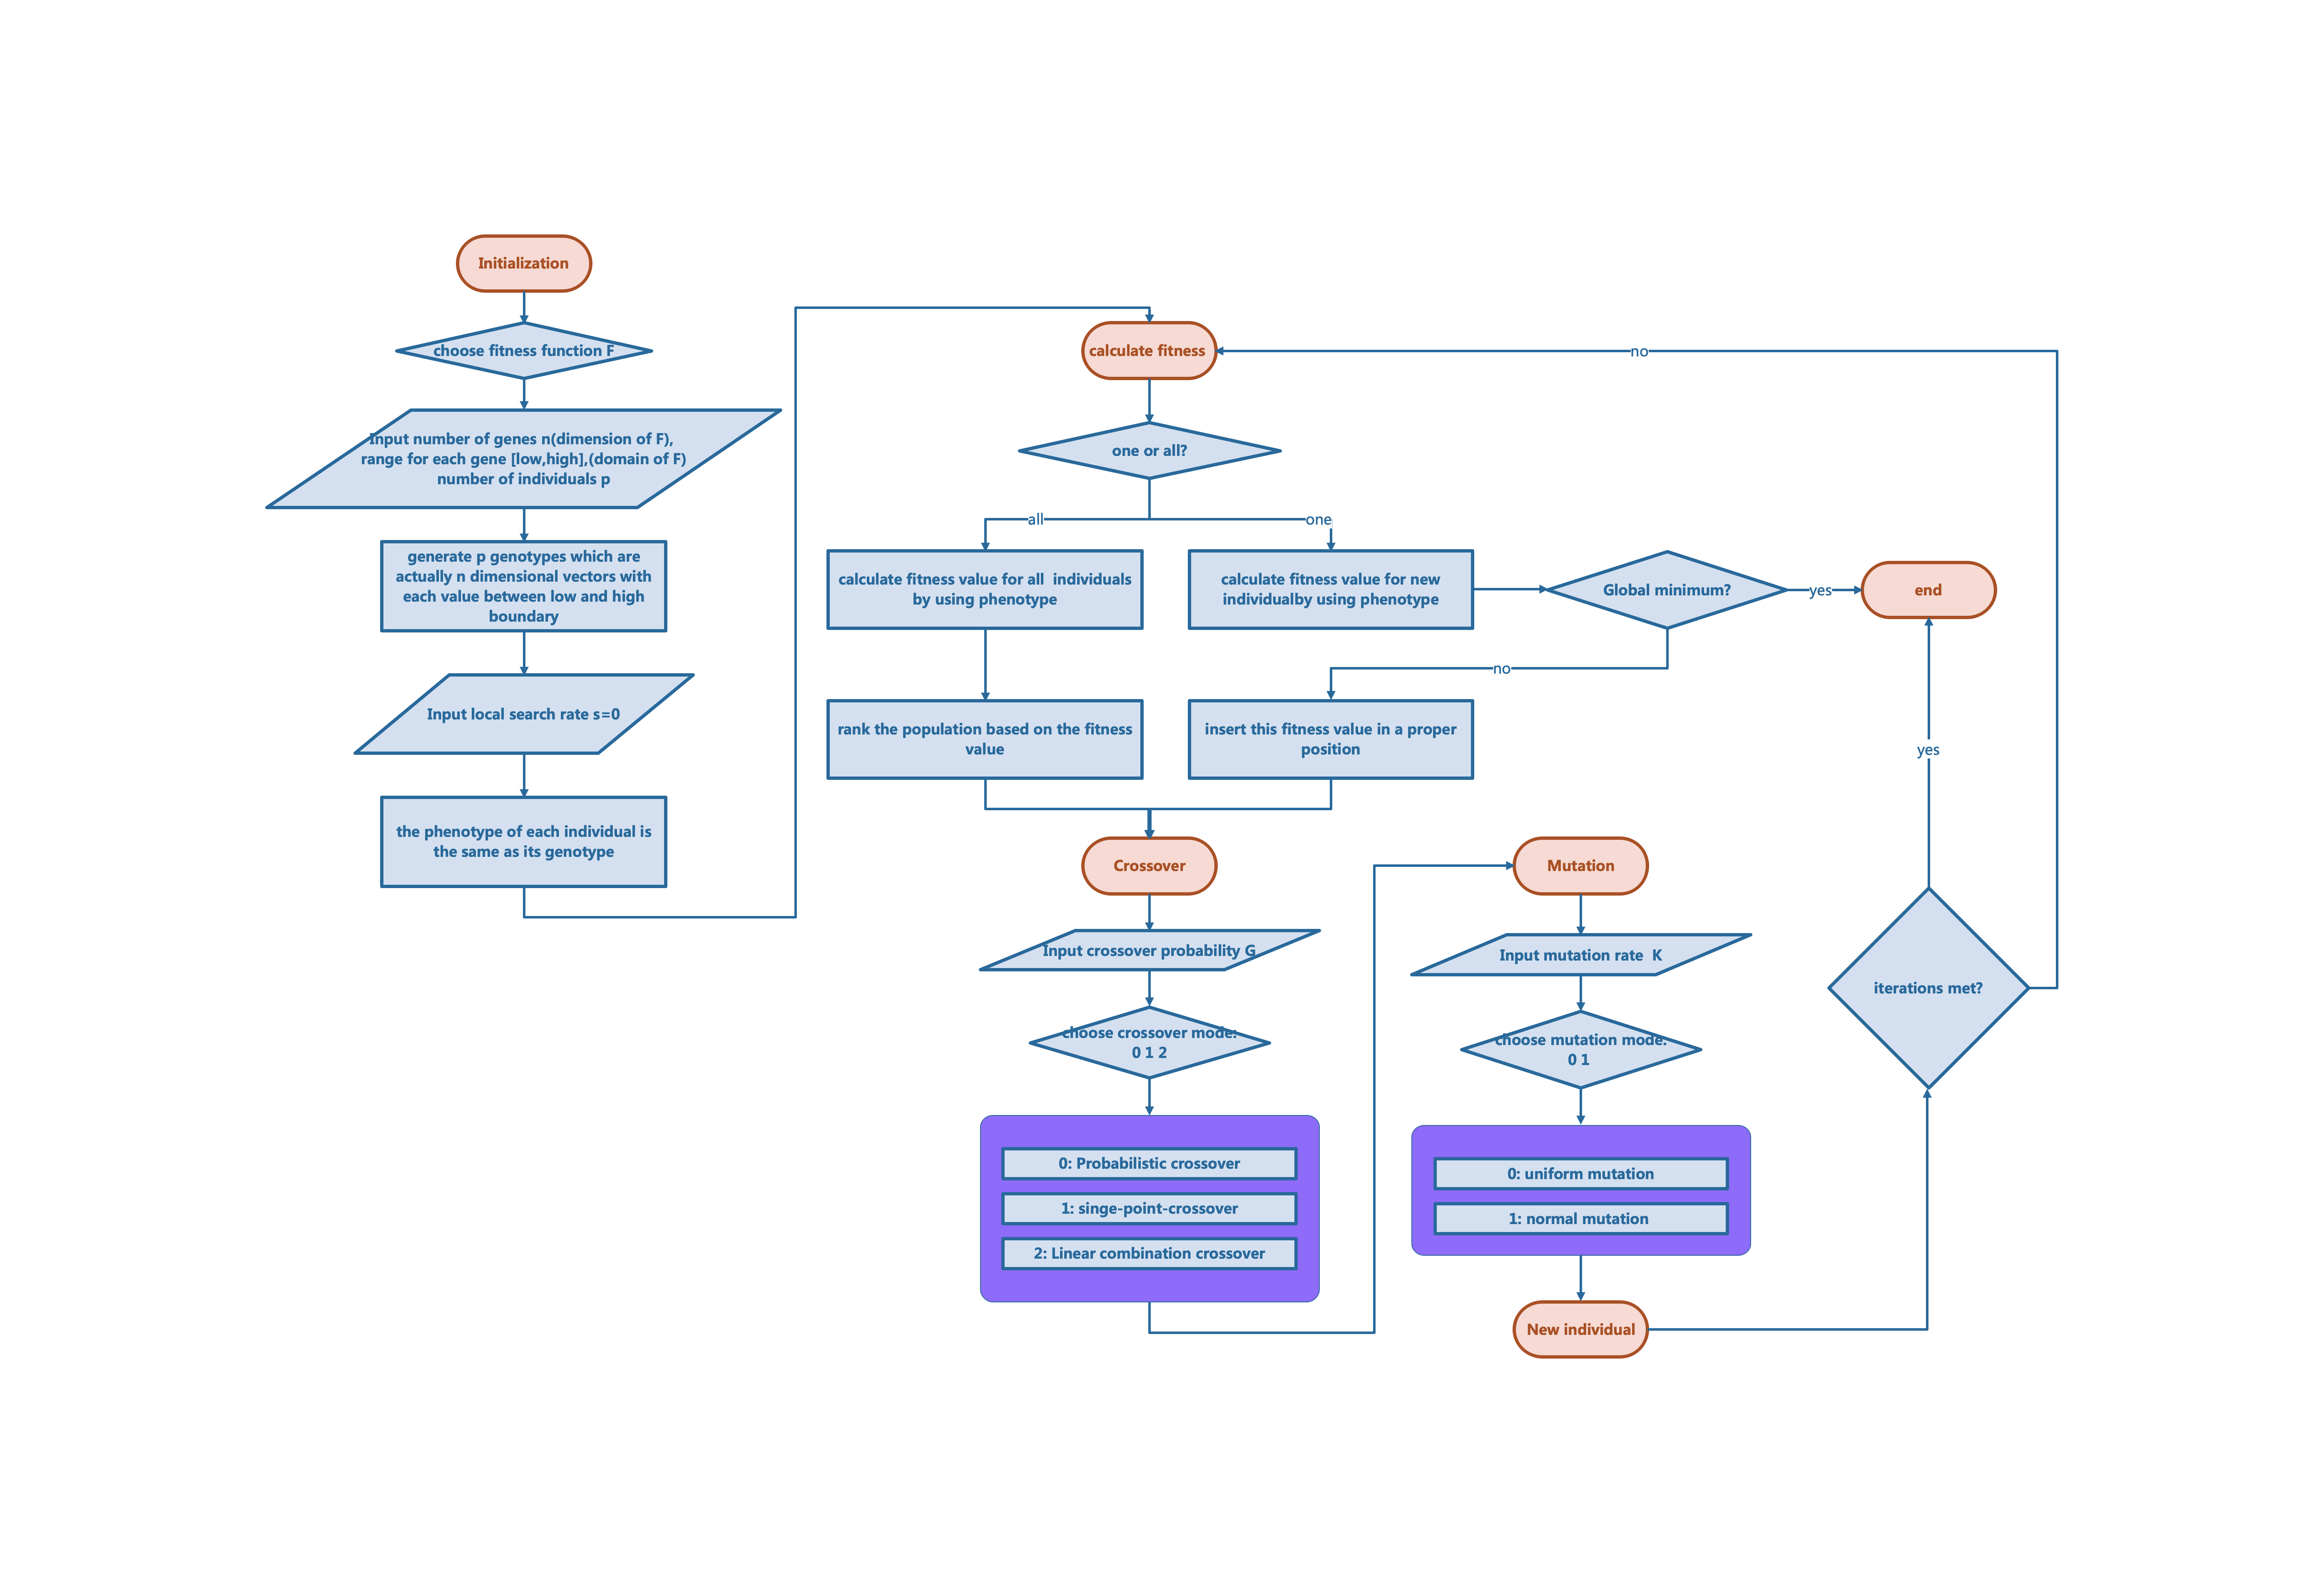 Initialization
choose fitness function F
Input number of genes n(dimension of F),
range for each gene [low,high],(domain of F)
number of individuals p
generate p genotypes which are
actually n dimensional vectors with
each value between low and high
boundary
Input local search rate s=0
the phenotype of each individual is
the same as its genotype
calculate fitness
no
one or all?
all
one
calculate fitness value for all  individuals
by using phenotype
calculate fitness value for new
individualby using phenotype
Global minimum?
yes
end
no
rank the population based on the fitness
value
insert this fitness value in a proper
position
yes
Crossover
Input crossover probability G
choose crossover mode:
0 1 2
0: Probabilistic crossover
1: singe-point-crossover
2: Linear combination crossover
Mutation
Input mutation rate  K
choose mutation mode:
0 1
0: uniform mutation
1: normal mutation
New individual
iterations met?